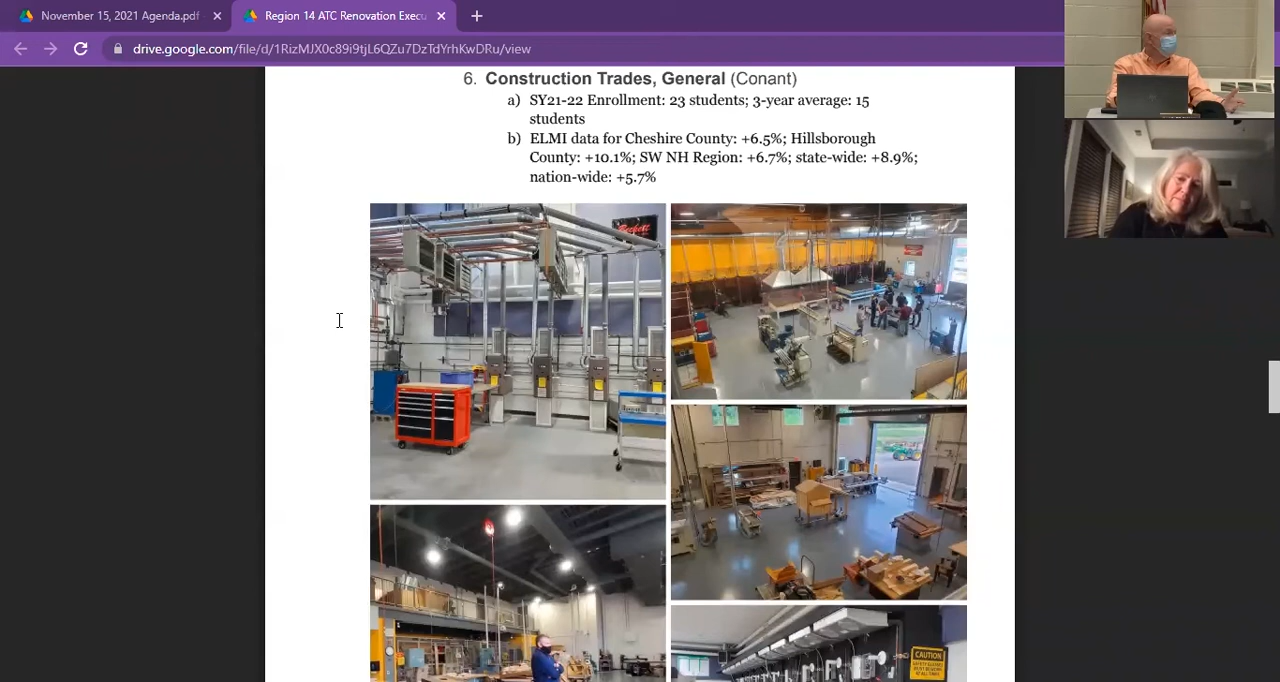 November 15, 2021 Agenda.pdf
Region 14 ATC Renovation Execu
drive.google.com/file/d/1RizMJX0c89i9tjL6QZu7DzTdYrhKwDRu/view
6. Construction Trades, General (Conant)
a) SY21-22 Enrollment: 23 students; 3-year average: 15
students
b) ELMI data for Cheshire County: +6.5%; Hillsborough
County: +10.1%; SW NH Region: +6.7%; state-wide: +8.9%;
nation-wide: +5.7%
CAUTION